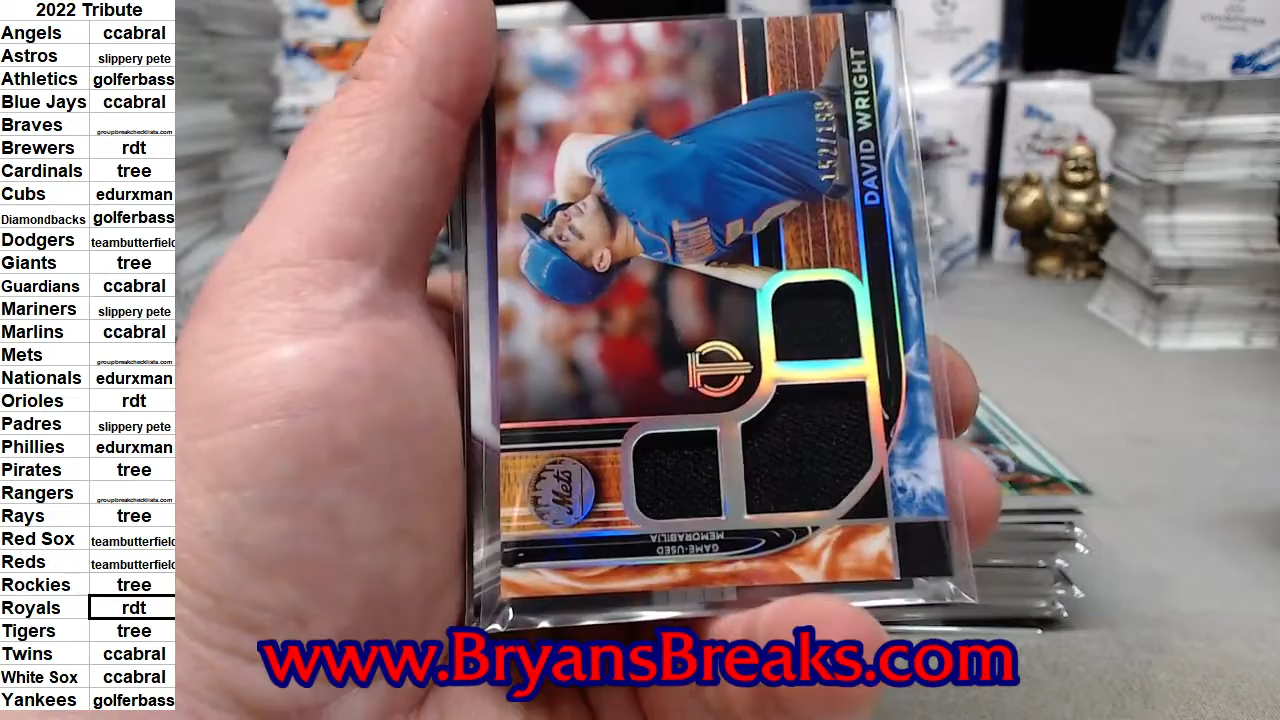 2022 Tribute
Angels ccabral
Astros slippery pete
Athletics golferbass
Blue Jays ccabral
Braves groupbreakchecklists.com
Brewers rdt
Cardinals tree
Cubs edurxman
Diamondbacks golferbass
Dodgers teambutterfield
Giants tree
Guardians ccabral
Mariners slippery pete
Marlins ccabral
Mets groupbreakchecklists.com
Nationals edurxman
Orioles rdt
Padres slippery pete
Phillies edurxman
Pirates tree
Rangers groupbreakchecklists.com
Rays tree
Red Sox teambutterfield
Reds teambutterfield
Rockies tree
Royals rdt
Tigers tree
Twins ccabral
White Sox ccabral
Yankees golferbass
DAVID WRIGHT
152/199
WRIGHT
Mets
GAME-USED
MEMORABILIA
www.BryansBreaks.com